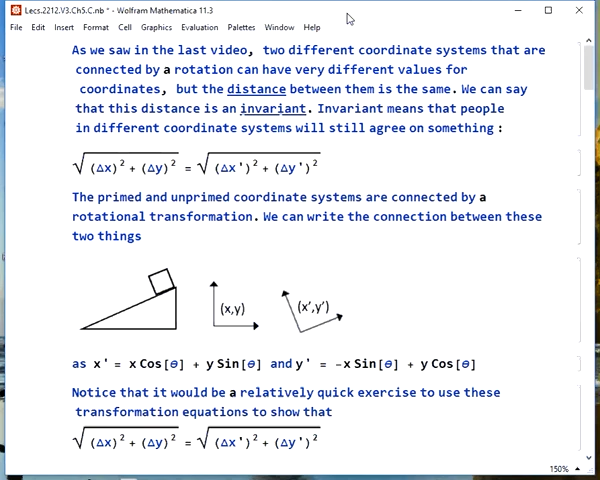 Lecs.2212.V3.Ch5.C.nb * - Wolfram Mathematica 11.3
File Edit Insert Format Cell Graphics Evaluation Palettes Window Help
As we saw in the last video, two different coordinate systems that are
connected by a rotation can have very different values for
coordinates, but the distance between them is the same. We can say
that this distance is an invariant. Invariant means that people
in different coordinate systems will still agree on something :
√((Δx)² + (Δy)²) = √((Δx')² + (Δy')²)
The primed and unprimed coordinate systems are connected by a
rotational transformation. We can write the connection between these
two things
(x,y) (x′,y′)
as x' = x Cos[θ] + y Sin[θ] and y' = -x Sin[θ] + y Cos[θ]
Notice that it would be a relatively quick exercise to use these
transformation equations to show that
√((Δx)² + (Δy)²) = √((Δx')² + (Δy')²)
150%